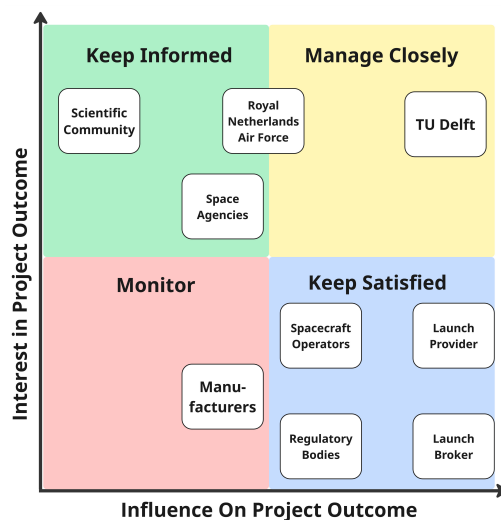 Keep Informed
Manage Closely
Scientific
Community
Royal
Netherlands
Air Force
TU Delft
Space
Agencies
Interest in Project Outcome
Monitor
Keep Satisfied
Spacecraft
Operators
Launch
Provider
Manu-
facturers
Regulatory
Bodies
Launch
Broker
Influence On Project Outcome